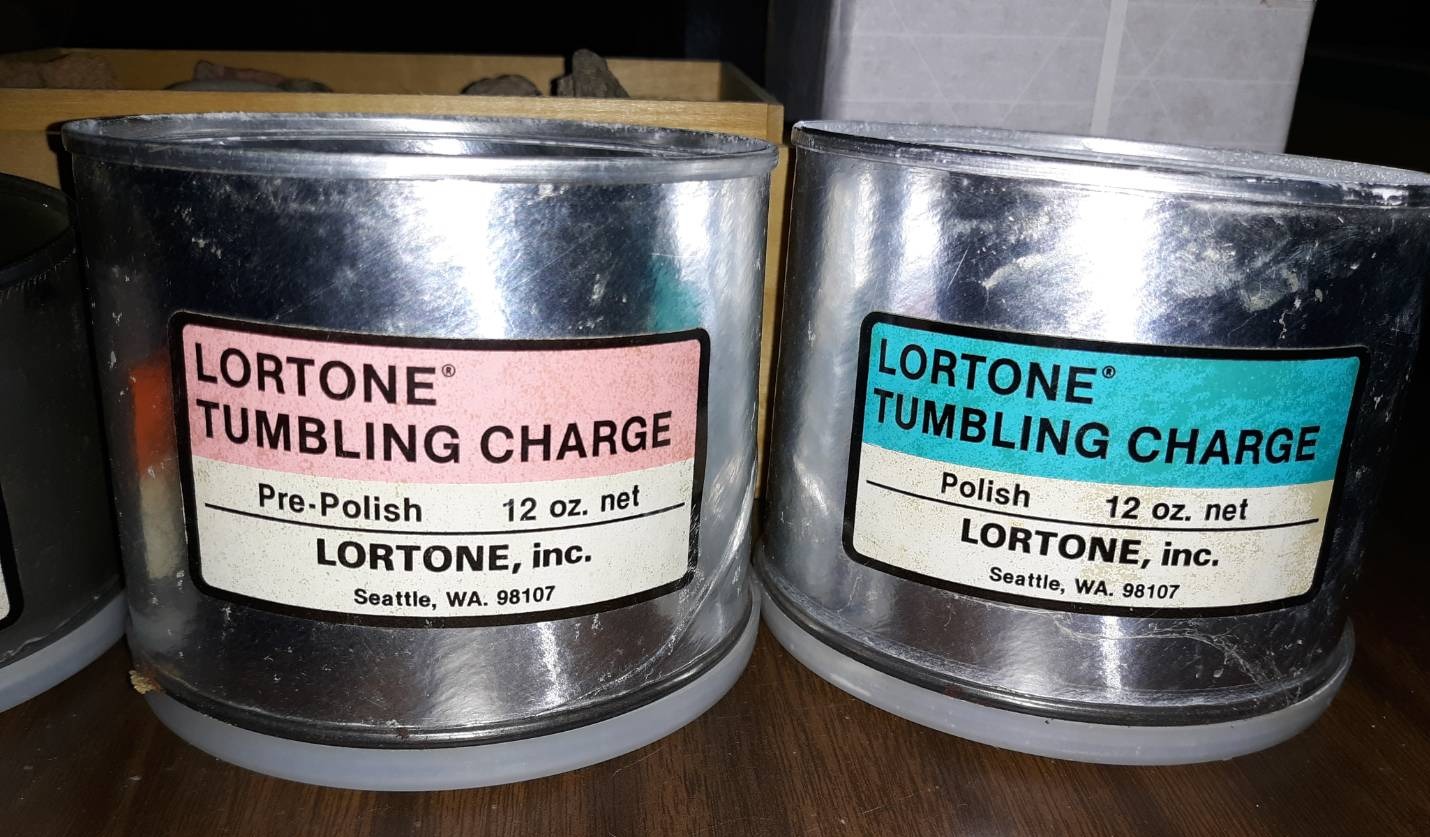 LORTONE®
TUMBLING CHARGE
Pre-Polish 12 oz. net
LORTONE, inc.
Seattle, WA. 98107
LORTONE®
TUMBLING CHARGE
Polish 12 oz. net
LORTONE, inc.
Seattle, WA. 98107